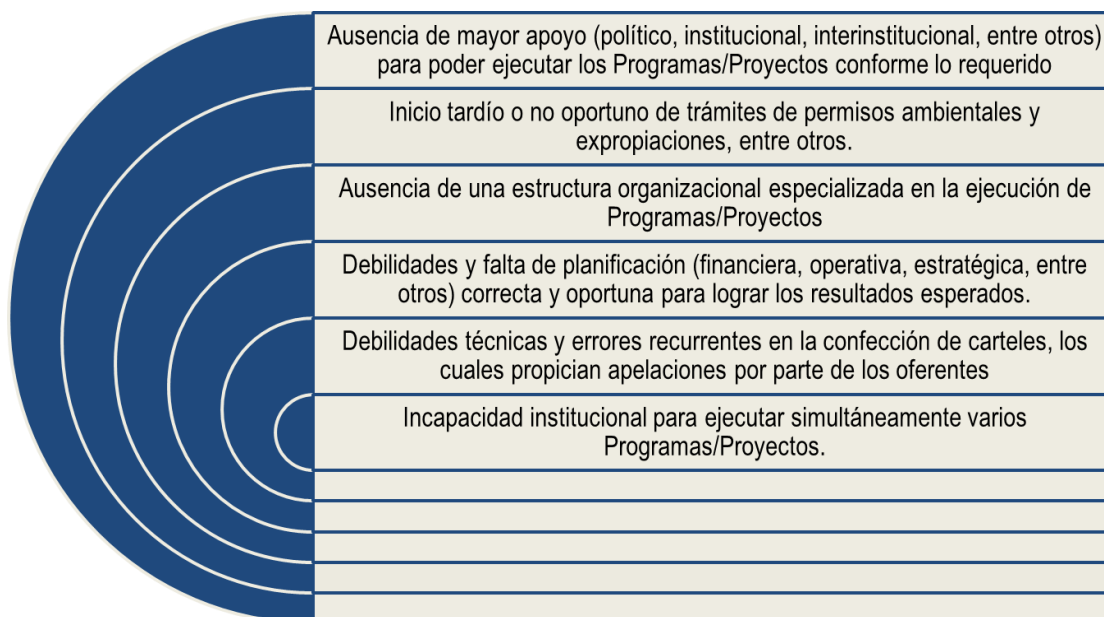 Ausencia de mayor apoyo (político, institucional, interinstitucional, entre otros)
para poder ejecutar los Programas/Proyectos conforme lo requerido
Inicio tardío o no oportuno de trámites de permisos ambientales y
expropiaciones, entre otros.
Ausencia de una estructura organizacional especializada en la ejecución de
Programas/Proyectos
Debilidades y falta de planificación (financiera, operativa, estratégica, entre
otros) correcta y oportuna para lograr los resultados esperados.
Debilidades técnicas y errores recurrentes en la confección de carteles, los
cuales propician apelaciones por parte de los oferentes
Incapacidad institucional para ejecutar simultáneamente varios
Programas/Proyectos.